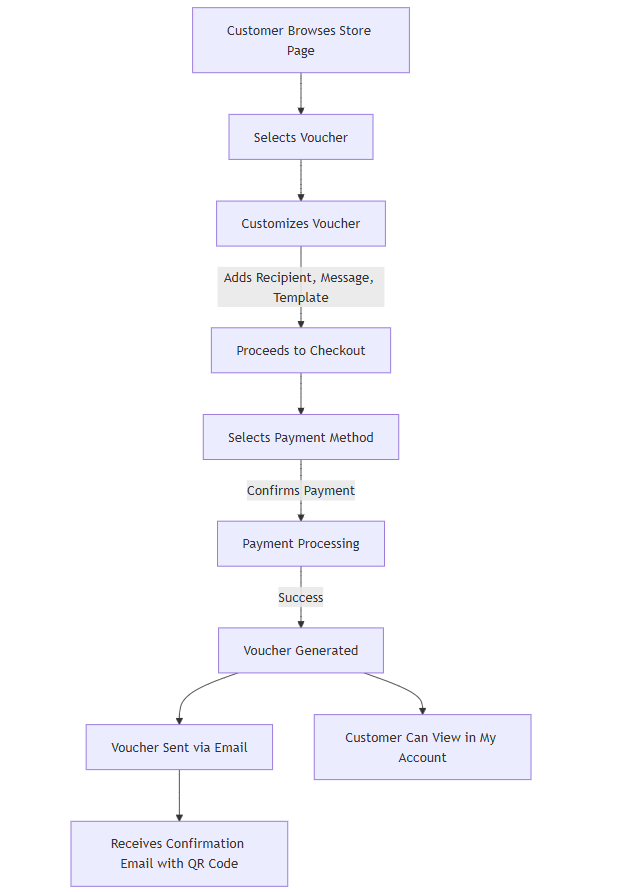 Customer Browses Store
Page
Selects Voucher
Customizes Voucher
Adds Recipient, Message,
Template
Proceeds to Checkout
Selects Payment Method
Confirms Payment
Payment Processing
Success
Voucher Generated
Voucher Sent via Email
Customer Can View in My
Account
Receives Confirmation
Email with QR Code